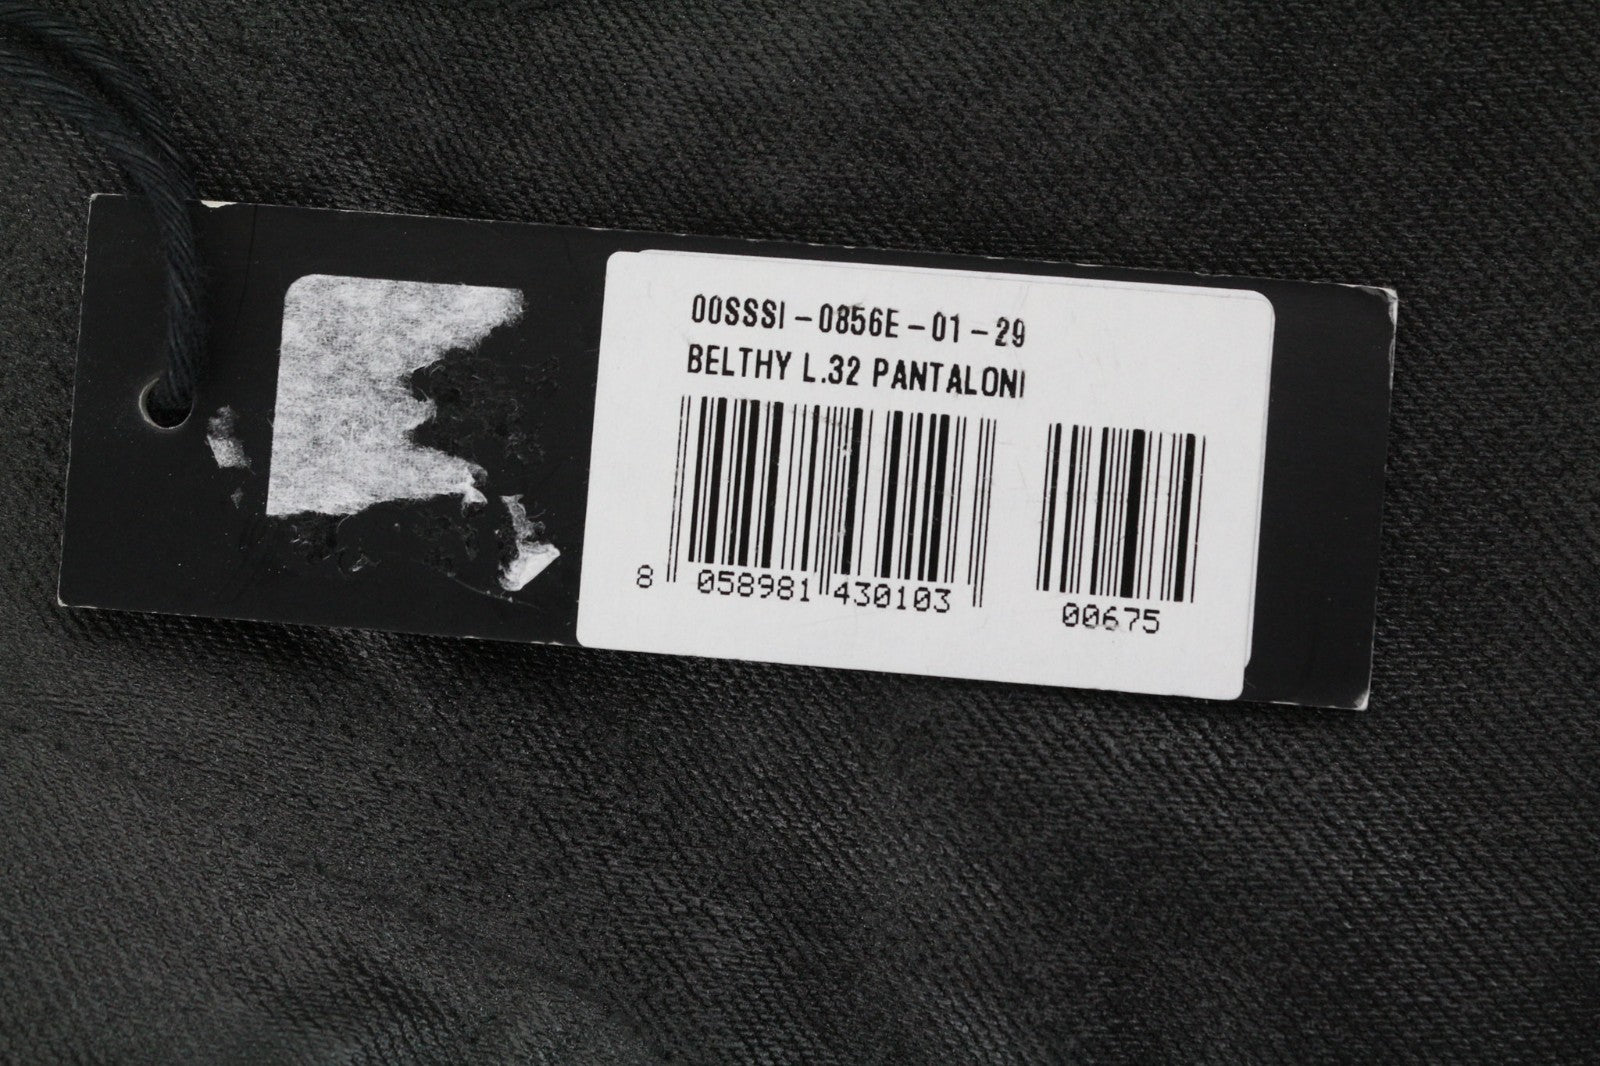 00SSSI - 0856E - 01 - 29
BELTHY L.32 PANTALONI
8 058981 430103
00675